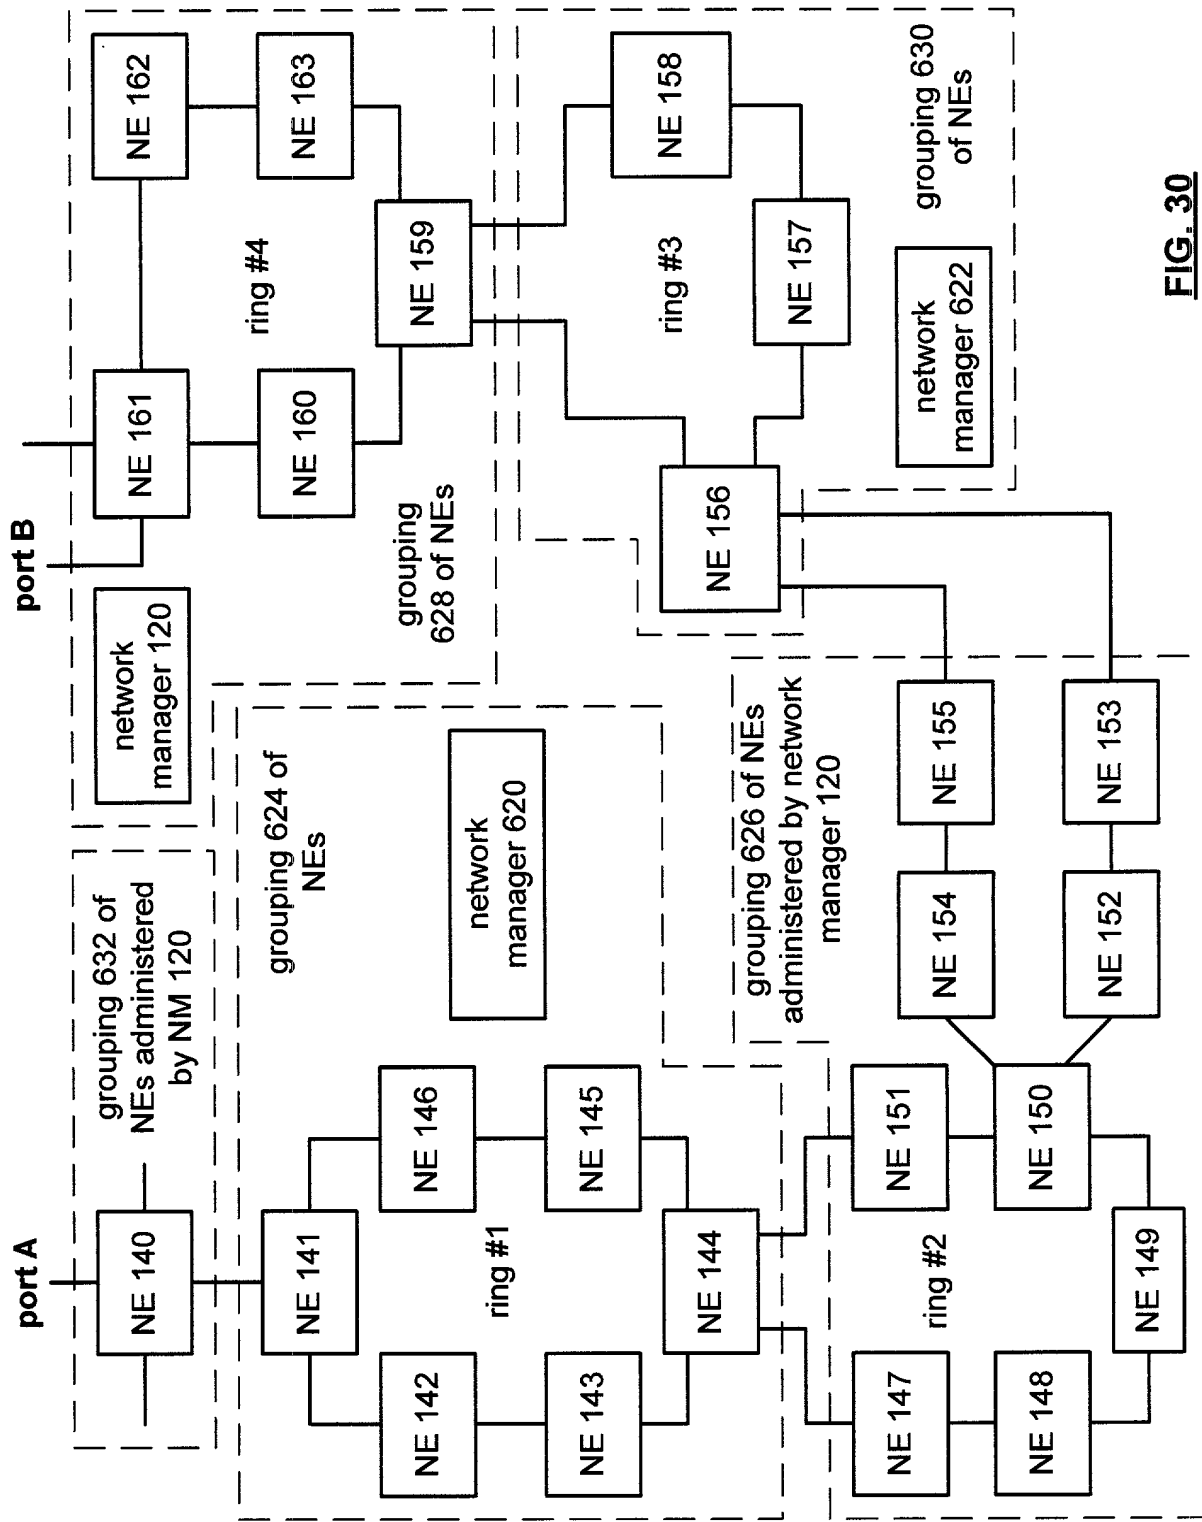 port A
port B
NE 140
grouping 632 of
NEs administered
by NM 120
network
manager 120
NE 161
NE 162
NE 160
NE 163
ring #4
NE 159
grouping
628 of NEs
NE 141
grouping 624 of
NEs
NE 142
NE 146
network
manager 620
ring #1
NE 143
NE 145
NE 144
NE 158
ring #3
NE 156
NE 157
grouping 630
of NEs
network
manager 622
grouping 626 of NEs
administered by network
manager 120
NE 147
NE 151
NE 154
NE 155
ring #2
NE 148
NE 150
NE 152
NE 153
NE 149
FIG. 30